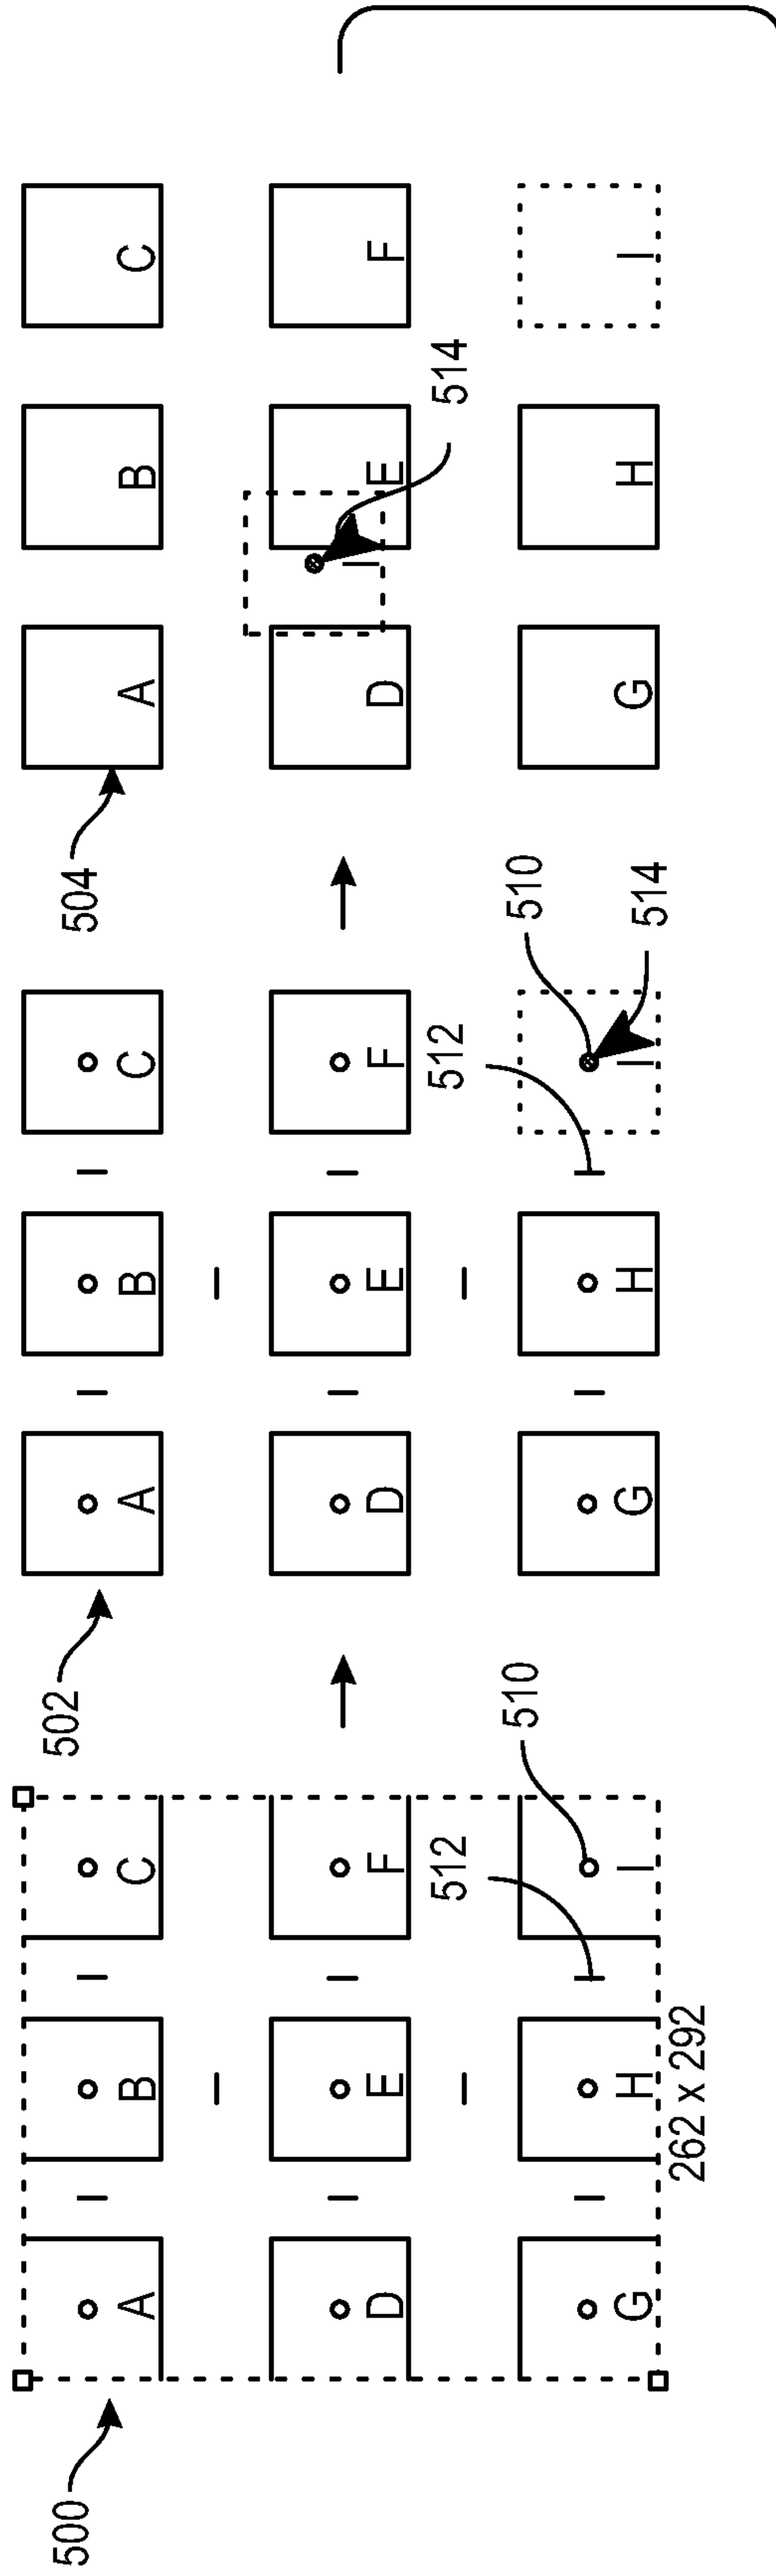 500 502 504
A B C A B C A B C
D E F D E F D I E F
512 512 514
510 510
G H I G H I G H I
514
262 x 292